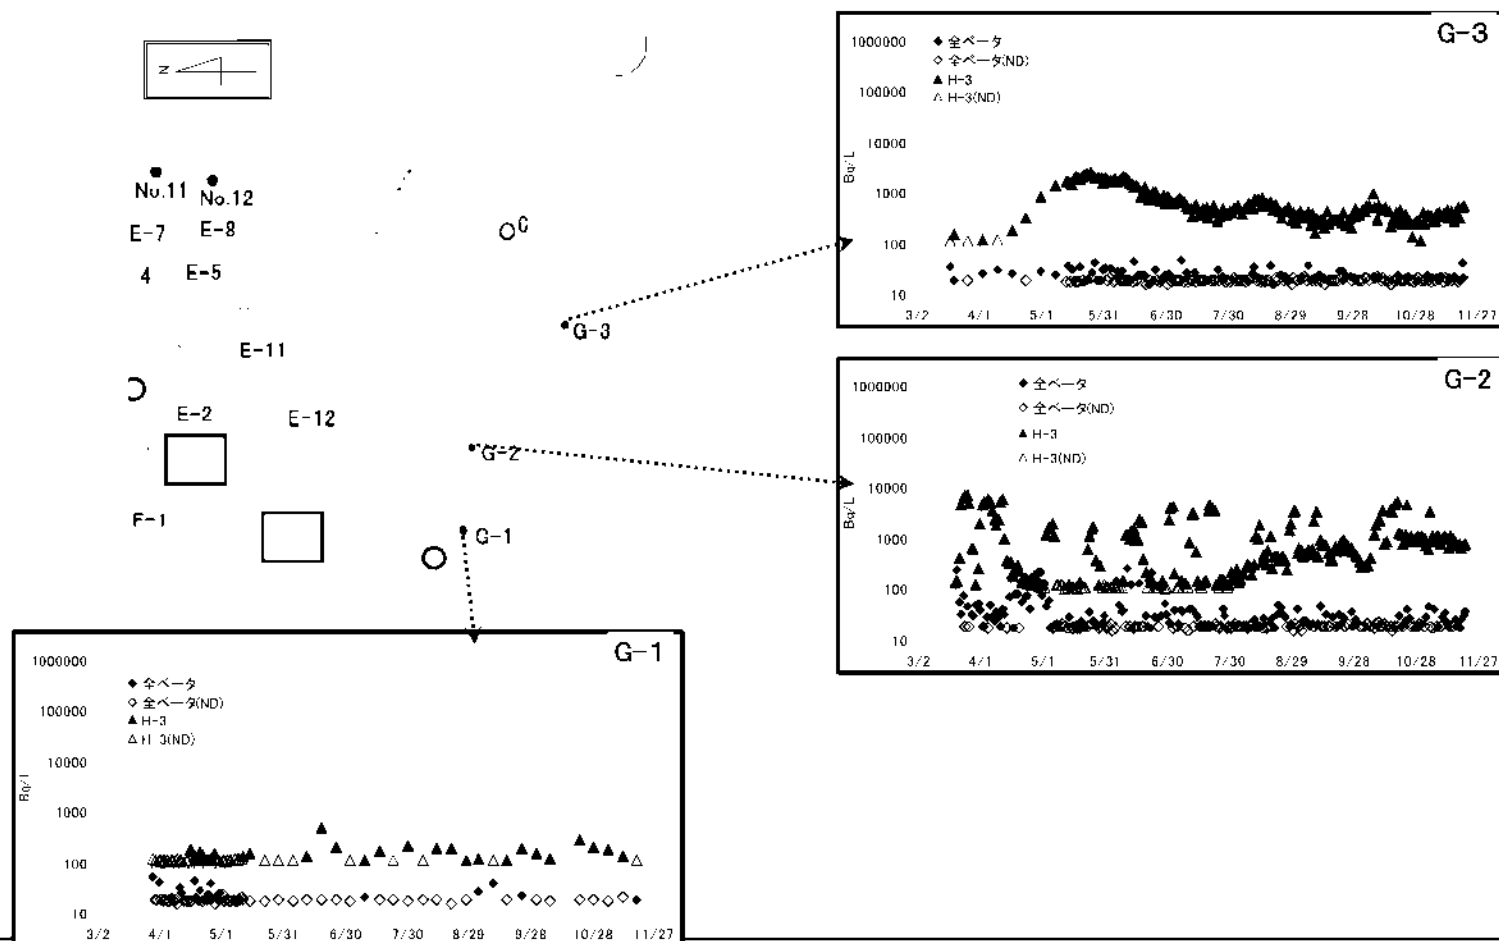 N
No.11
No.12
E-7
E-8
4
E-5
C
G-3
E-11
E-2
E-12
G-2
F-1
G-1
G-3
1000000
100000
10000
1000
100
10
Bq/L
全ベータ
全ベータ(ND)
H-3
H-3(ND)
3/2 4/1 5/1 5/31 6/30 7/30 8/29 9/28 10/28 11/27
G-2
1000000
100000
10000
1000
100
10
Bq/L
全ベータ
全ベータ(ND)
H-3
H-3(ND)
3/2 4/1 5/1 5/31 6/30 7/30 8/29 9/28 10/28 11/27
G-1
1000000
100000
10000
1000
100
10
Bq/L
全ベータ
全ベータ(ND)
H-3
H-3(ND)
3/2 4/1 5/1 5/31 6/30 7/30 8/29 9/28 10/28 11/27